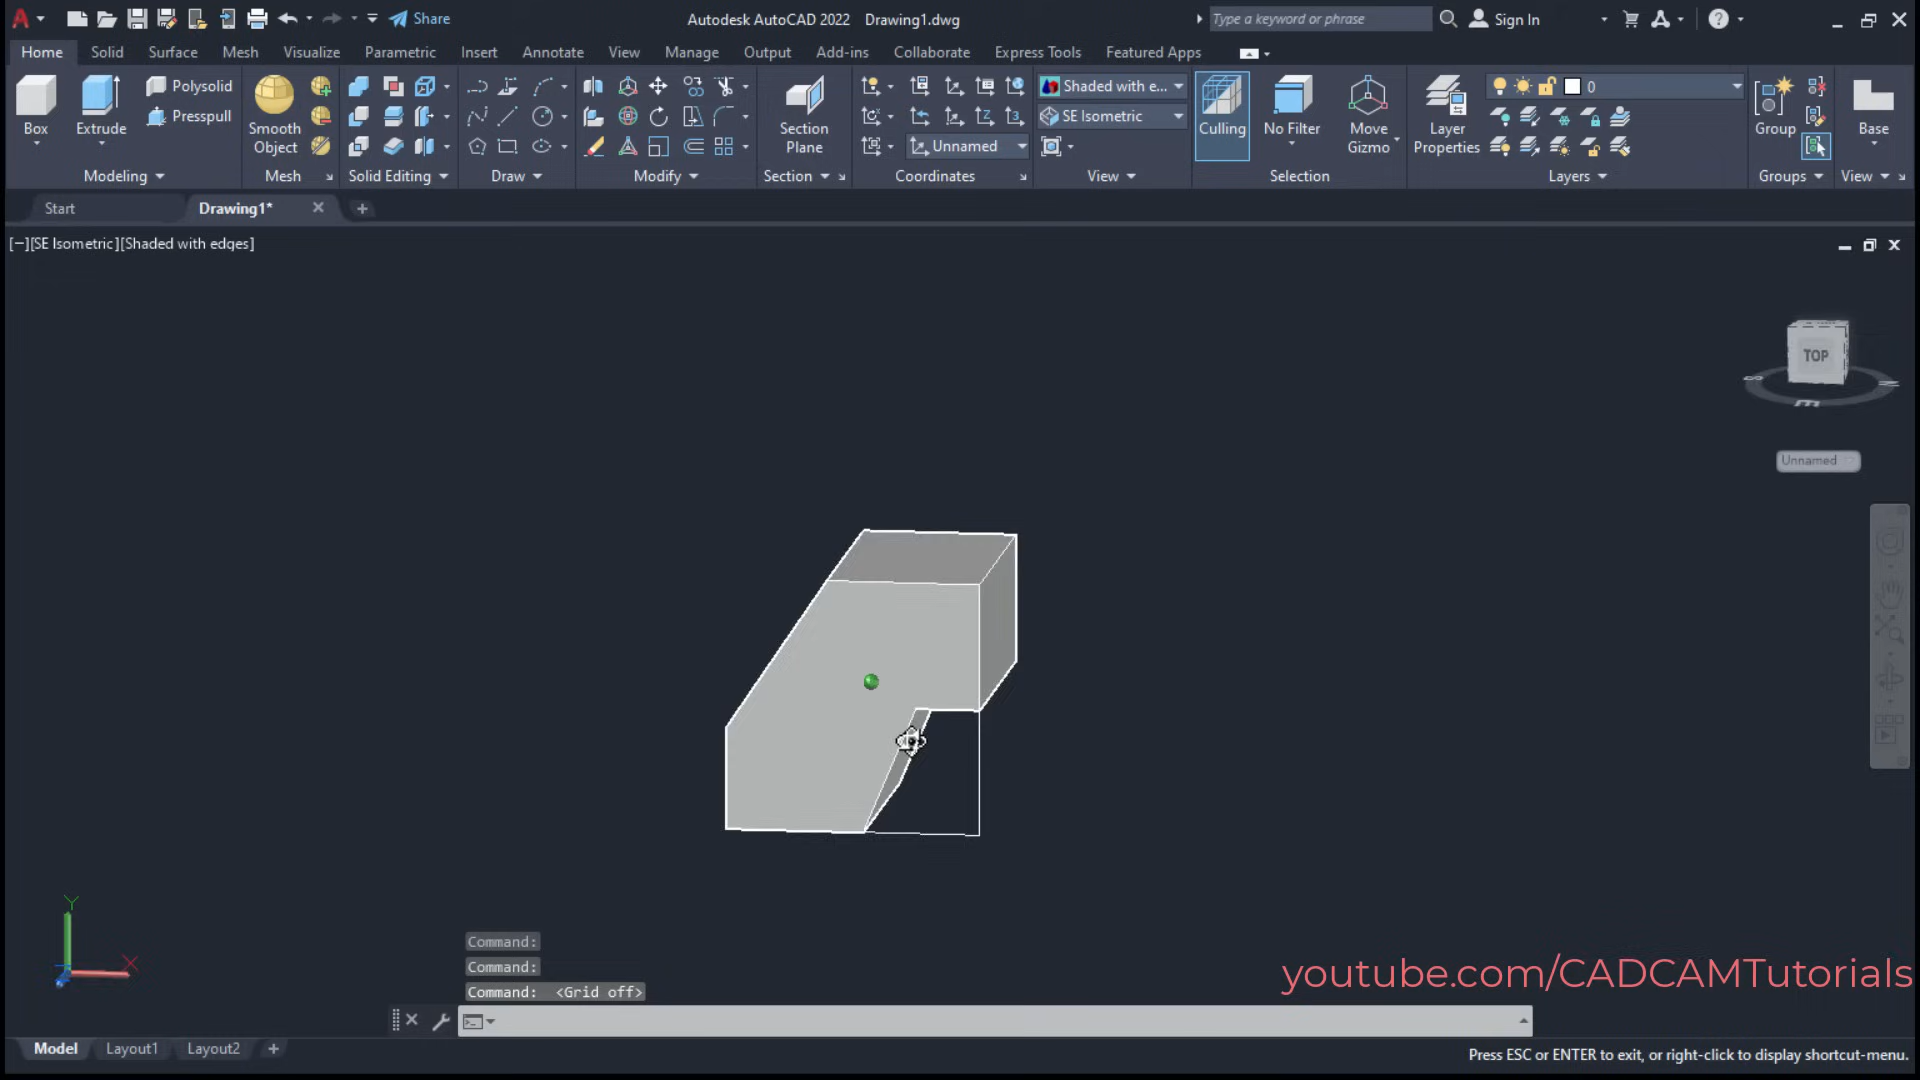 Share
Autodesk AutoCAD 2022 Drawing1.dwg
Type a keyword or phrase
Sign In
Home Solid Surface Mesh Visualize Parametric Insert Annotate View Manage Output Add-ins Collaborate Express Tools Featured Apps
Box
Extrude
Polysolid
Presspull
Modeling
Smooth
Object
Mesh
Solid Editing
Draw
Modify
Section
Plane
Section
Unnamed
Coordinates
Shaded with e...
SE Isometric
View
Culling
No Filter
Move
Gizmo
Selection
Layer
Properties
0
Layers
Group
Groups
Base
View
Start
Drawing1*
[−][SE Isometric][Shaded with edges]
TOP
S
N
E
Unnamed
Y
X
Command:
Command:
Command: <Grid off>
youtube.com/CADCAMTutorials
Model
Layout1
Layout2
Press ESC or ENTER to exit, or right-click to display shortcut-menu.